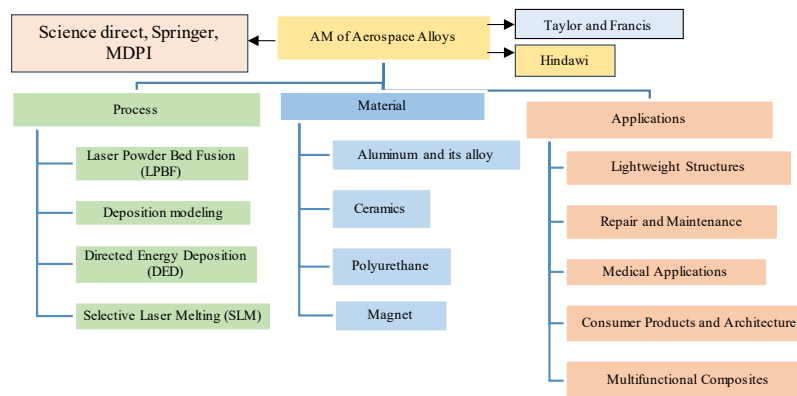 Science direct, Springer,
MDPI
AM of Aerospace Alloys
Taylor and Francis
Hindawi
Process
Laser Powder Bed Fusion
(LPBF)
Deposition modeling
Directed Energy Deposition
(DED)
Selective Laser Melting (SLM)
Material
Aluminum and its alloy
Ceramics
Polyurethane
Magnet
Applications
Lightweight Structures
Repair and Maintenance
Medical Applications
Consumer Products and Architecture
Multifunctional Composites